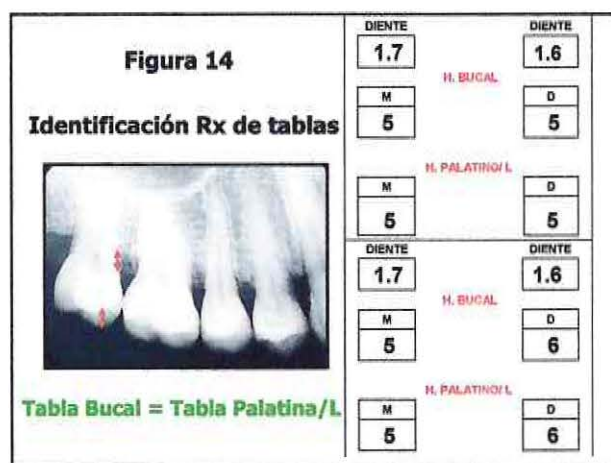 Figura 14
Identificación Rx de tablas
Tabla Bucal = Tabla Palatina/L
DIENTE DIENTE
1.7 1.6
H. BUCAL
M D
5 5
H. PALATINO/L
M D
5 5
DIENTE DIENTE
1.7 1.6
H. BUCAL
M D
5 6
H. PALATINO/L
M D
5 6